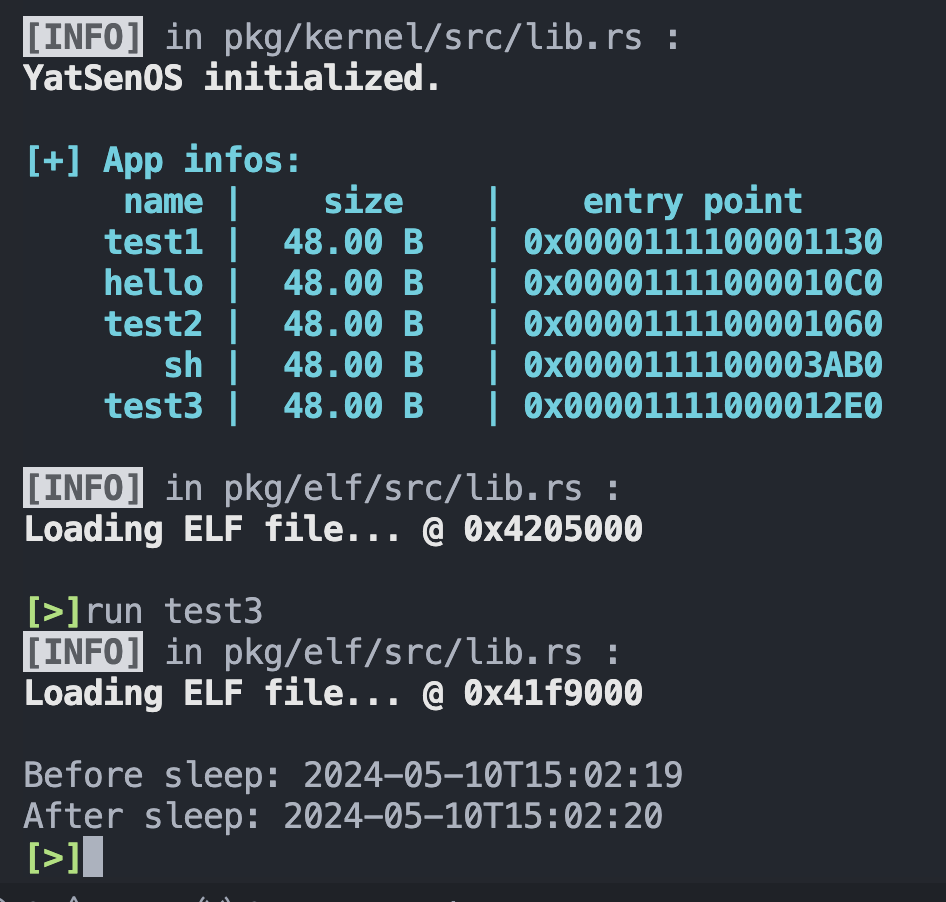 [INFO] in pkg/kernel/src/lib.rs :
YatSenOS initialized.
[+] App infos:
name | size | entry point
test1 | 48.00 B | 0x0000111100001130
hello | 48.00 B | 0x00001111000010C0
test2 | 48.00 B | 0x0000111100001060
sh | 48.00 B | 0x0000111100003AB0
test3 | 48.00 B | 0x00001111000012E0
[INFO] in pkg/elf/src/lib.rs :
Loading ELF file... @ 0x4205000
[>]run test3
[INFO] in pkg/elf/src/lib.rs :
Loading ELF file... @ 0x41f9000
Before sleep: 2024-05-10T15:02:19
After sleep: 2024-05-10T15:02:20
[>]